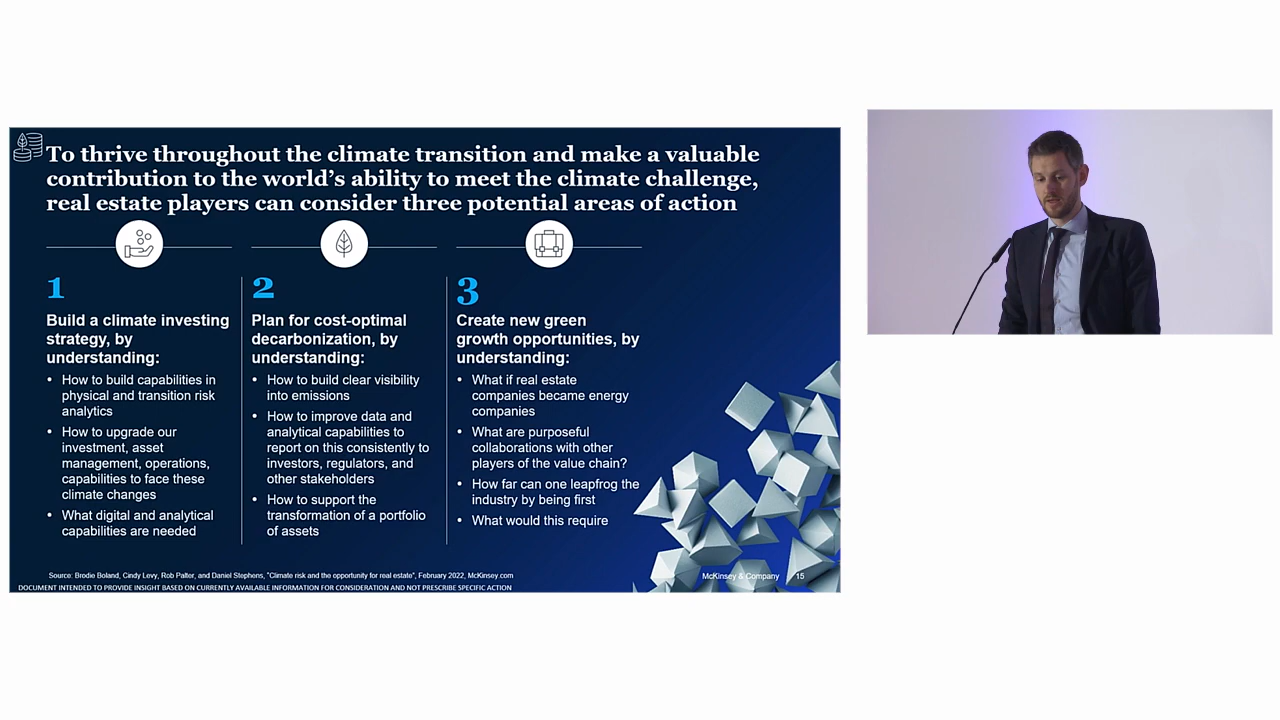 To thrive throughout the climate transition and make a valuable
contribution to the world's ability to meet the climate challenge,
real estate players can consider three potential areas of action
1
Build a climate investing
strategy, by
understanding:
• How to build capabilities in
physical and transition risk
analytics
• How to upgrade our
investment, asset
management, operations,
capabilities to face these
climate changes
• What digital and analytical
capabilities are needed
2
Plan for cost-optimal
decarbonization, by
understanding:
• How to build clear visibility
into emissions
• How to improve data and
analytical capabilities to
report on this consistently to
investors, regulators, and
other stakeholders
• How to support the
transformation of a portfolio
of assets
3
Create new green
growth opportunities, by
understanding:
• What if real estate
companies became energy
companies
• What are purposeful
collaborations with other
players of the value chain?
• How far can one leapfrog the
industry by being first
• What would this require
Source: Brodie Boland, Cindy Levy, Rob Palter, and Daniel Stephens, "Climate risk and the opportunity for real estate", February 2022, McKinsey.com
DOCUMENT INTENDED TO PROVIDE INSIGHT BASED ON CURRENTLY AVAILABLE INFORMATION FOR CONSIDERATION AND NOT PRESCRIBE SPECIFIC ACTION
McKinsey & Company 15